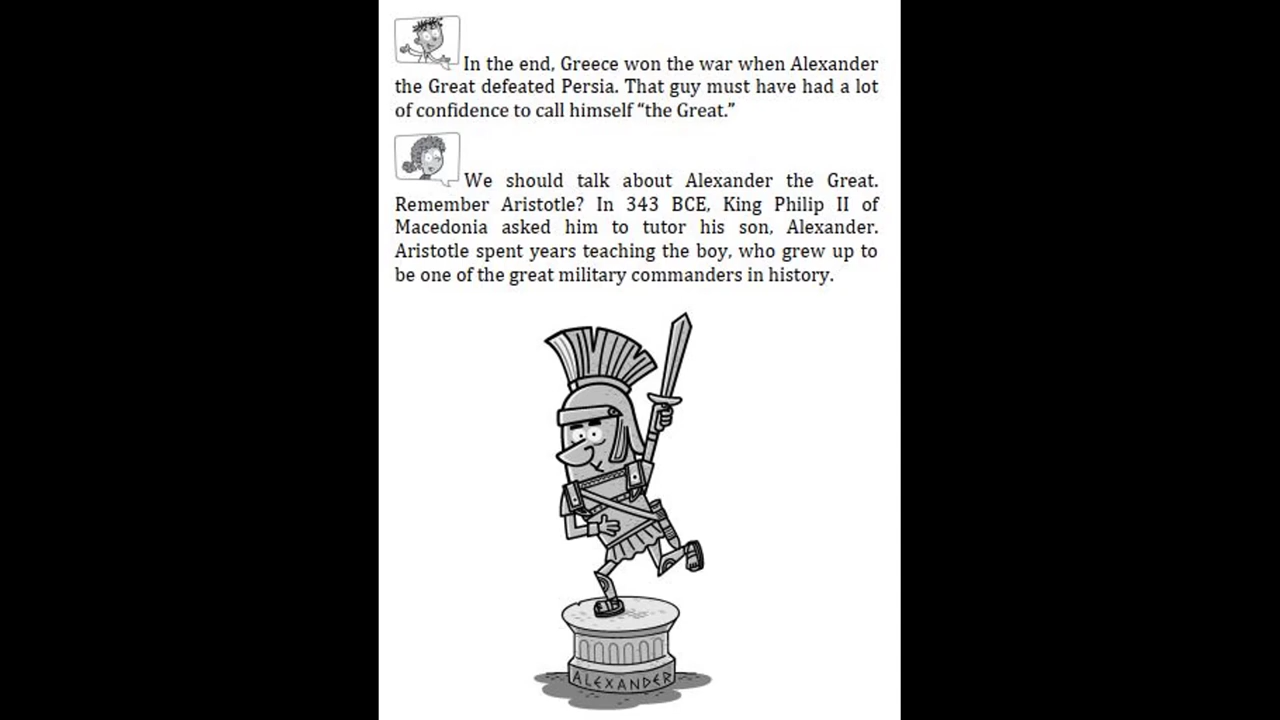 In the end, Greece won the war when Alexander
the Great defeated Persia. That guy must have had a lot
of confidence to call himself “the Great.”
We should talk about Alexander the Great.
Remember Aristotle? In 343 BCE, King Philip II of
Macedonia asked him to tutor his son, Alexander.
Aristotle spent years teaching the boy, who grew up to
be one of the great military commanders in history.
ALEXANDER